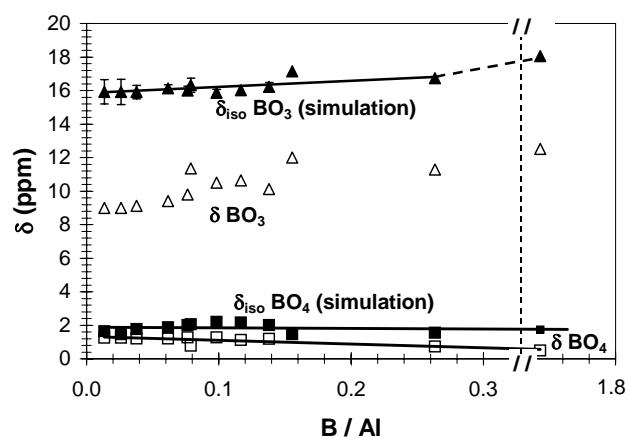 20
18
16
14
12
10
8
6
4
2
0
δ (ppm)
δiso BO3 (simulation)
δ BO3
δiso BO4 (simulation)
δ BO4
0.0 0.1 0.2 0.3 1.8
B / Al